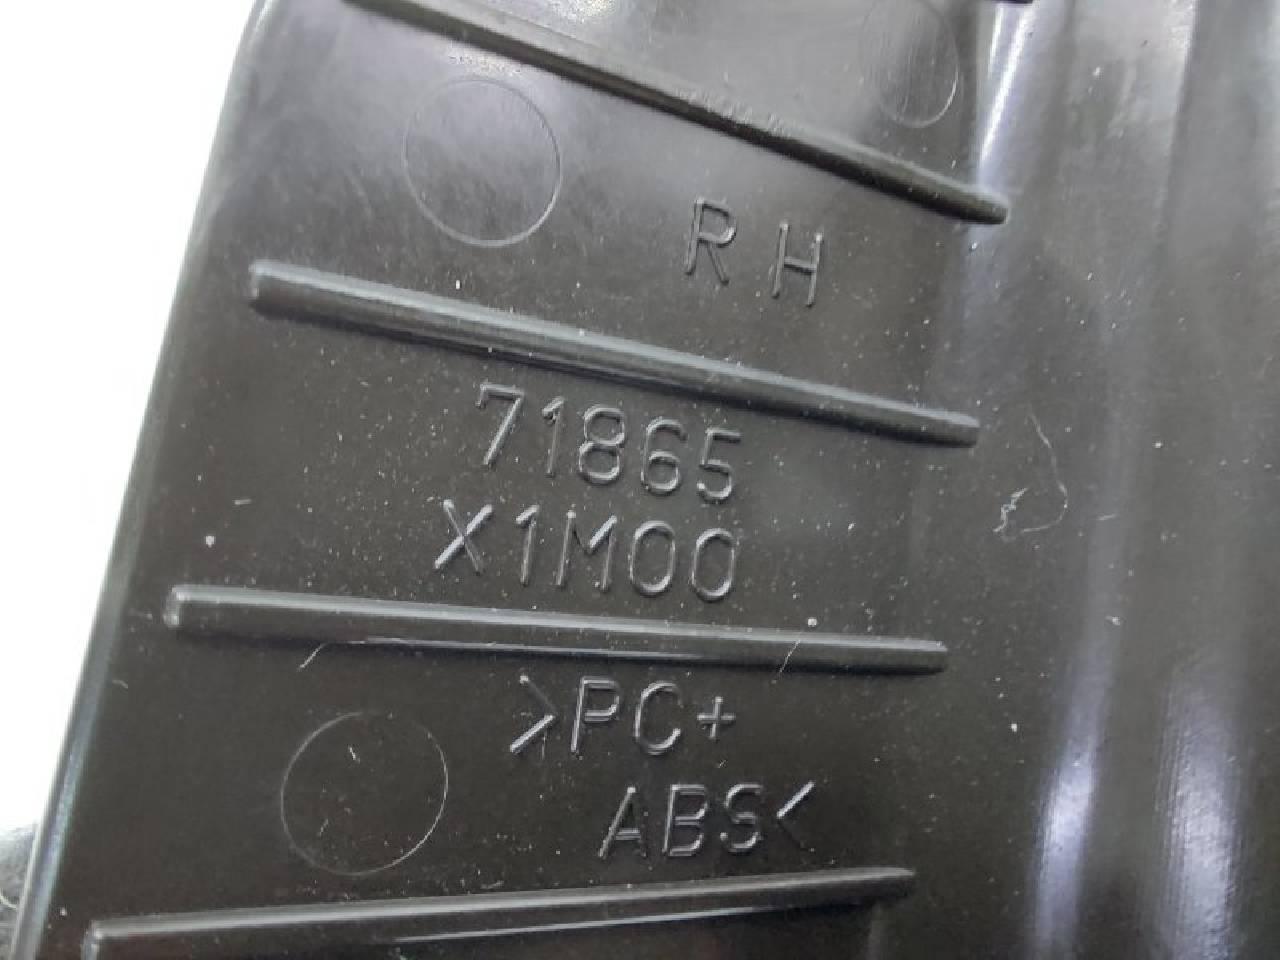 RH
71865
X1M00
>PC+
ABS<